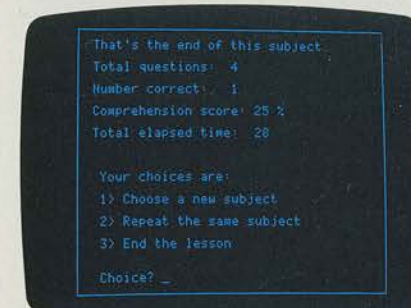 That's the end of this subject
Total questions: 4
Number correct: 1
Comprehension score: 25 %
Total elapsed time: 28
Your choices are:
1) Choose a new subject
2) Repeat the same subject
3) End the lesson
Choice? _